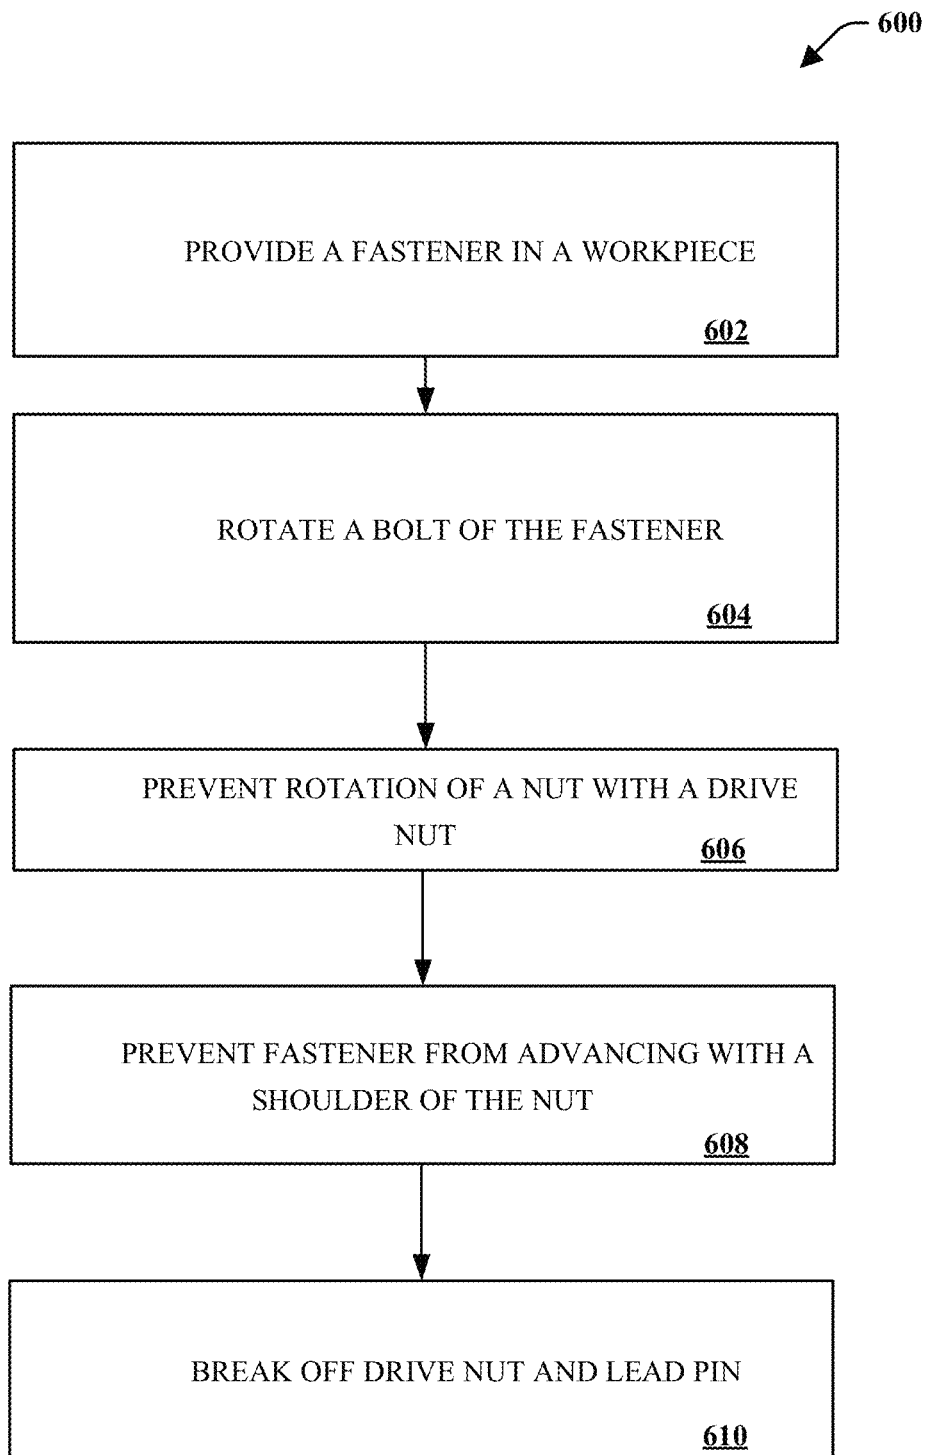 600
PROVIDE A FASTENER IN A WORKPIECE
602
ROTATE A BOLT OF THE FASTENER
604
PREVENT ROTATION OF A NUT WITH A DRIVE
NUT
606
PREVENT FASTENER FROM ADVANCING WITH A
SHOULDER OF THE NUT
608
BREAK OFF DRIVE NUT AND LEAD PIN
610